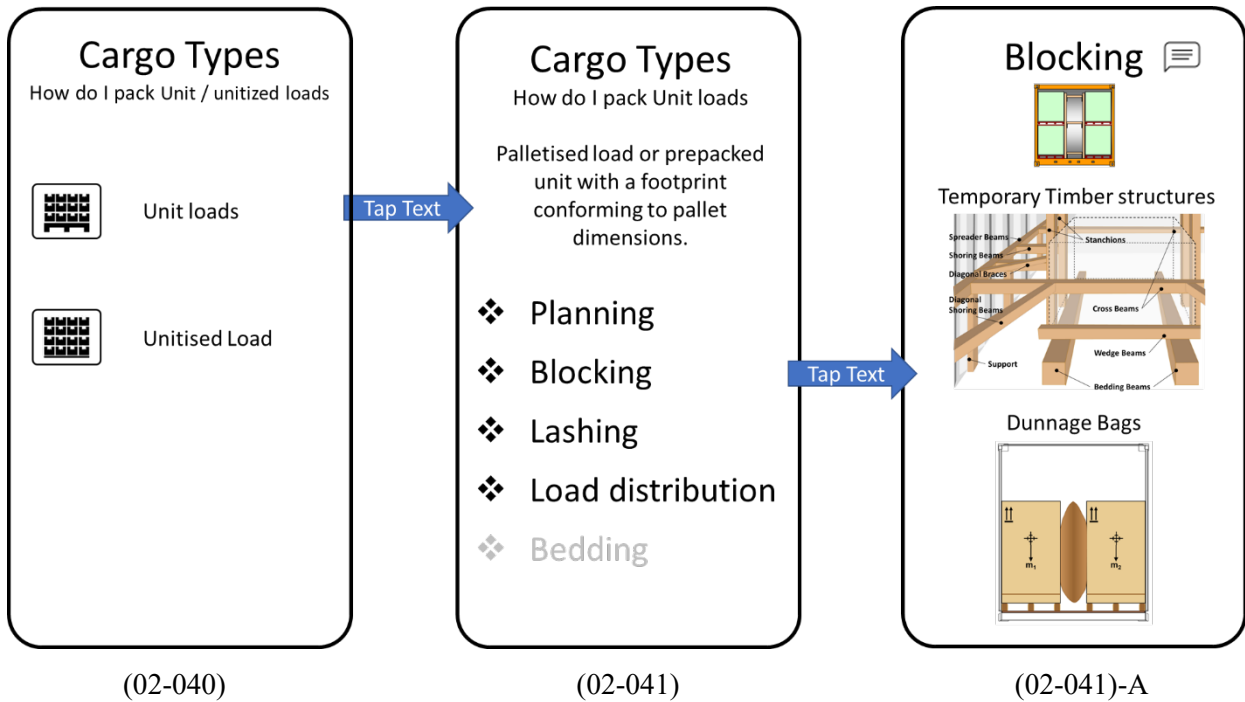 Cargo Types
How do I pack Unit / unitized loads
Unit loads
Unitised Load
Tap Text
Cargo Types
How do I pack Unit loads
Palletised load or prepacked
unit with a footprint
conforming to pallet
dimensions.
Planning
Blocking
Lashing
Load distribution
Bedding
Tap Text
Blocking
Temporary Timber structures
Spreader Beams
Stanchions
Shoring Beams
Diagonal Braces
Diagonal
Shoring Beams
Cross Beams
Wedge Beams
Support
Bedding Beams
Dunnage Bags
m1
m2
(02-040)
(02-041)
(02-041)-A